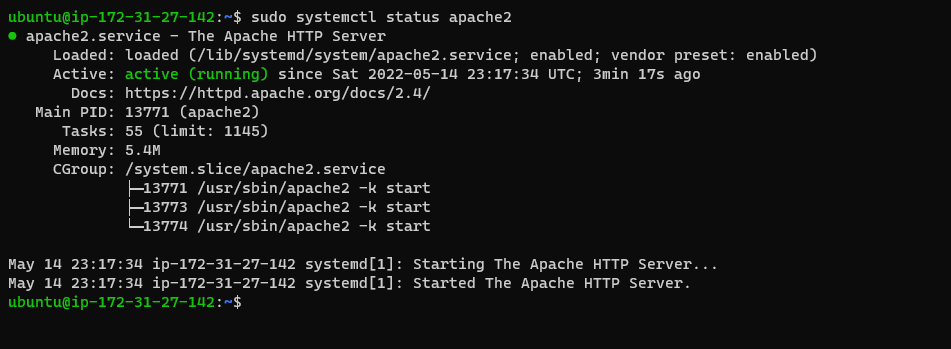 ubuntu@ip-172-31-27-142:~$ sudo systemctl status apache2
● apache2.service - The Apache HTTP Server
     Loaded: loaded (/lib/systemd/system/apache2.service; enabled; vendor preset: enabled)
     Active: active (running) since Sat 2022-05-14 23:17:34 UTC; 3min 17s ago
       Docs: https://httpd.apache.org/docs/2.4/
   Main PID: 13771 (apache2)
      Tasks: 55 (limit: 1145)
     Memory: 5.4M
     CGroup: /system.slice/apache2.service
             ├─13771 /usr/sbin/apache2 -k start
             ├─13773 /usr/sbin/apache2 -k start
             └─13774 /usr/sbin/apache2 -k start

May 14 23:17:34 ip-172-31-27-142 systemd[1]: Starting The Apache HTTP Server...
May 14 23:17:34 ip-172-31-27-142 systemd[1]: Started The Apache HTTP Server.
ubuntu@ip-172-31-27-142:~$